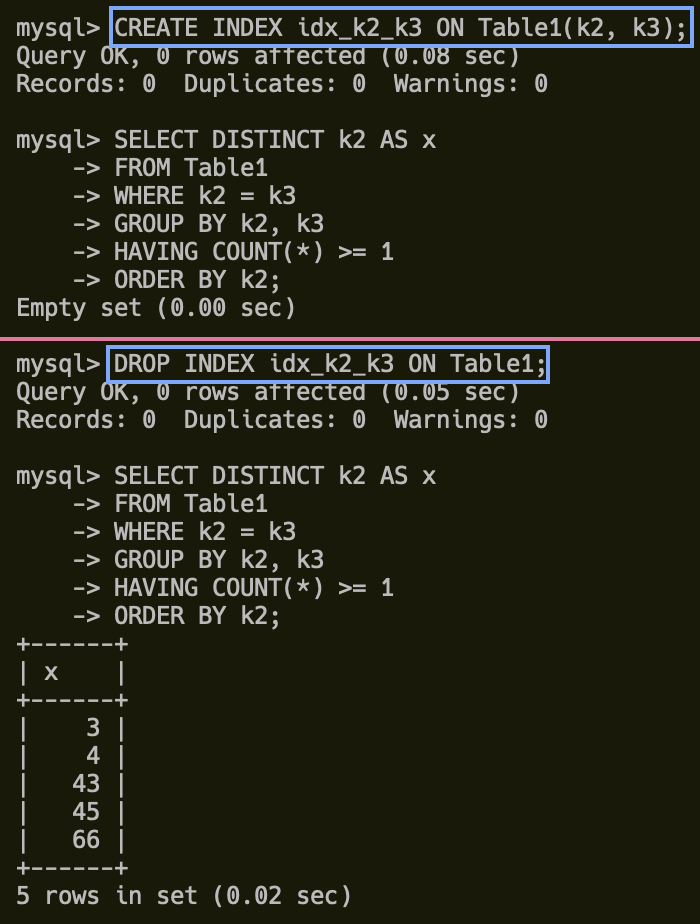 mysql> CREATE INDEX idx_k2_k3 ON Table1(k2, k3);
Query OK, 0 rows affected (0.08 sec)
Records: 0  Duplicates: 0  Warnings: 0
mysql> SELECT DISTINCT k2 AS x
    -> FROM Table1
    -> WHERE k2 = k3
    -> GROUP BY k2, k3
    -> HAVING COUNT(*) >= 1
    -> ORDER BY k2;
Empty set (0.00 sec)
mysql> DROP INDEX idx_k2_k3 ON Table1;
Query OK, 0 rows affected (0.05 sec)
Records: 0  Duplicates: 0  Warnings: 0
mysql> SELECT DISTINCT k2 AS x
    -> FROM Table1
    -> WHERE k2 = k3
    -> GROUP BY k2, k3
    -> HAVING COUNT(*) >= 1
    -> ORDER BY k2;
+------+
| x    |
+------+
|    3 |
|    4 |
|   43 |
|   45 |
|   66 |
+------+
5 rows in set (0.02 sec)